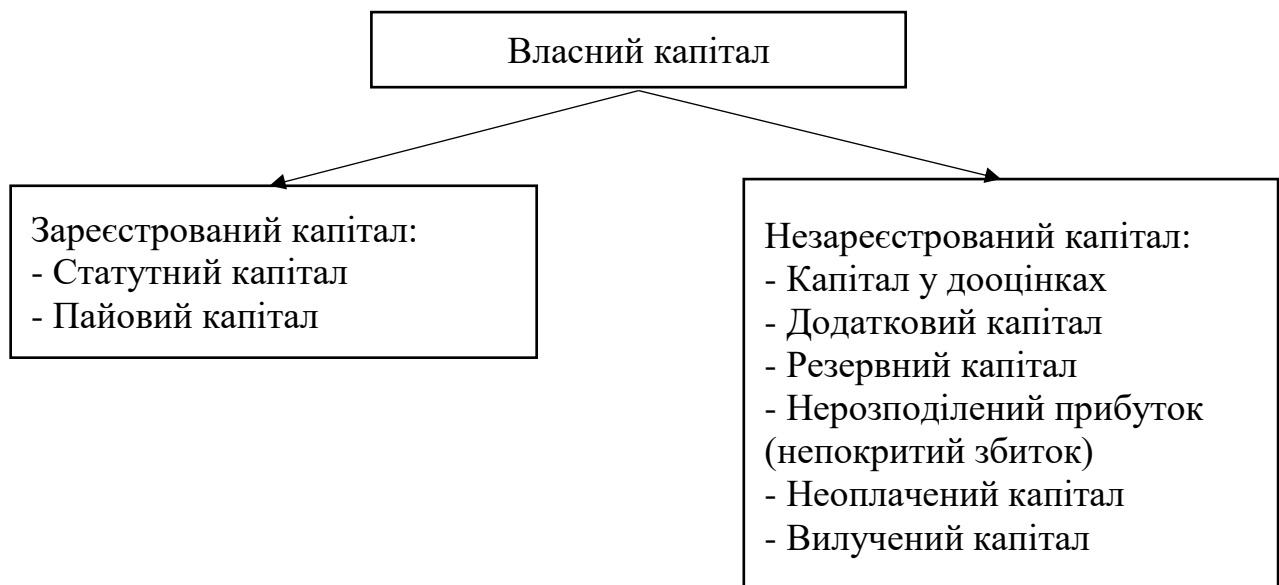 Власний капітал
Зареєстрований капітал:
- Статутний капітал
- Пайовий капітал
Незареєстрований капітал:
- Капітал у дооцінках
- Додатковий капітал
- Резервний капітал
- Нерозподілений прибуток
(непокритий збиток)
- Неоплачений капітал
- Вилучений капітал